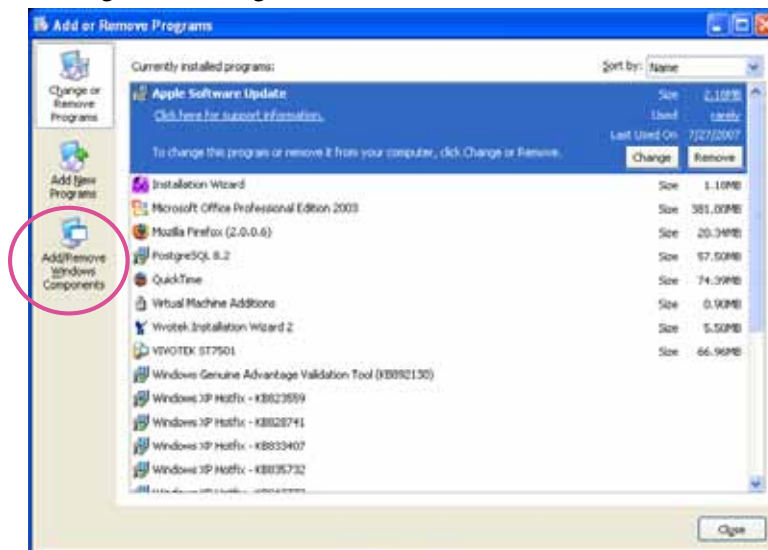 Add or Remove Programs
Change or
Remove
Programs
Add New
Programs
Add/Remove
Windows
Components
Currently installed programs:
Sort by: Name
Apple Software Update
Size 2.18MB
Click here for support information.
Used rarely
Last Used On 7/27/2007
To change this program or remove it from your computer, click Change or Remove.
Change Remove
Installation Wizard Size 1.18MB
Microsoft Office Professional Edition 2003 Size 381.00MB
Mozilla Firefox (2.0.0.6) Size 20.34MB
PostgreSQL 8.2 Size 57.50MB
QuickTime Size 74.39MB
Virtual Machine Additions Size 0.90MB
Vivotek Installation Wizard 2 Size 5.50MB
VIVOTEK ST7501 Size 66.96MB
Windows Genuine Advantage Validation Tool (KB892130)
Windows XP Hotfix - KB823559
Windows XP Hotfix - KB828741
Windows XP Hotfix - KB833407
Windows XP Hotfix - KB835732
Close